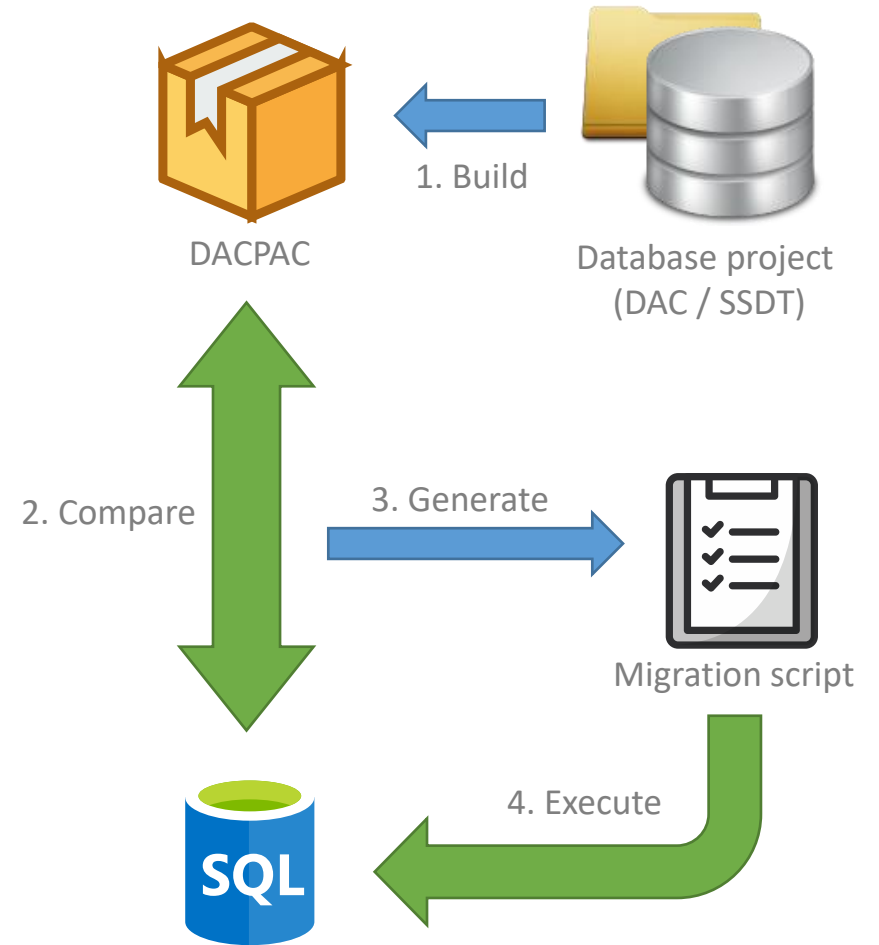 1. Build
DACPAC
Database project
(DAC / SSDT)
2. Compare
3. Generate
Migration script
4. Execute
SQL